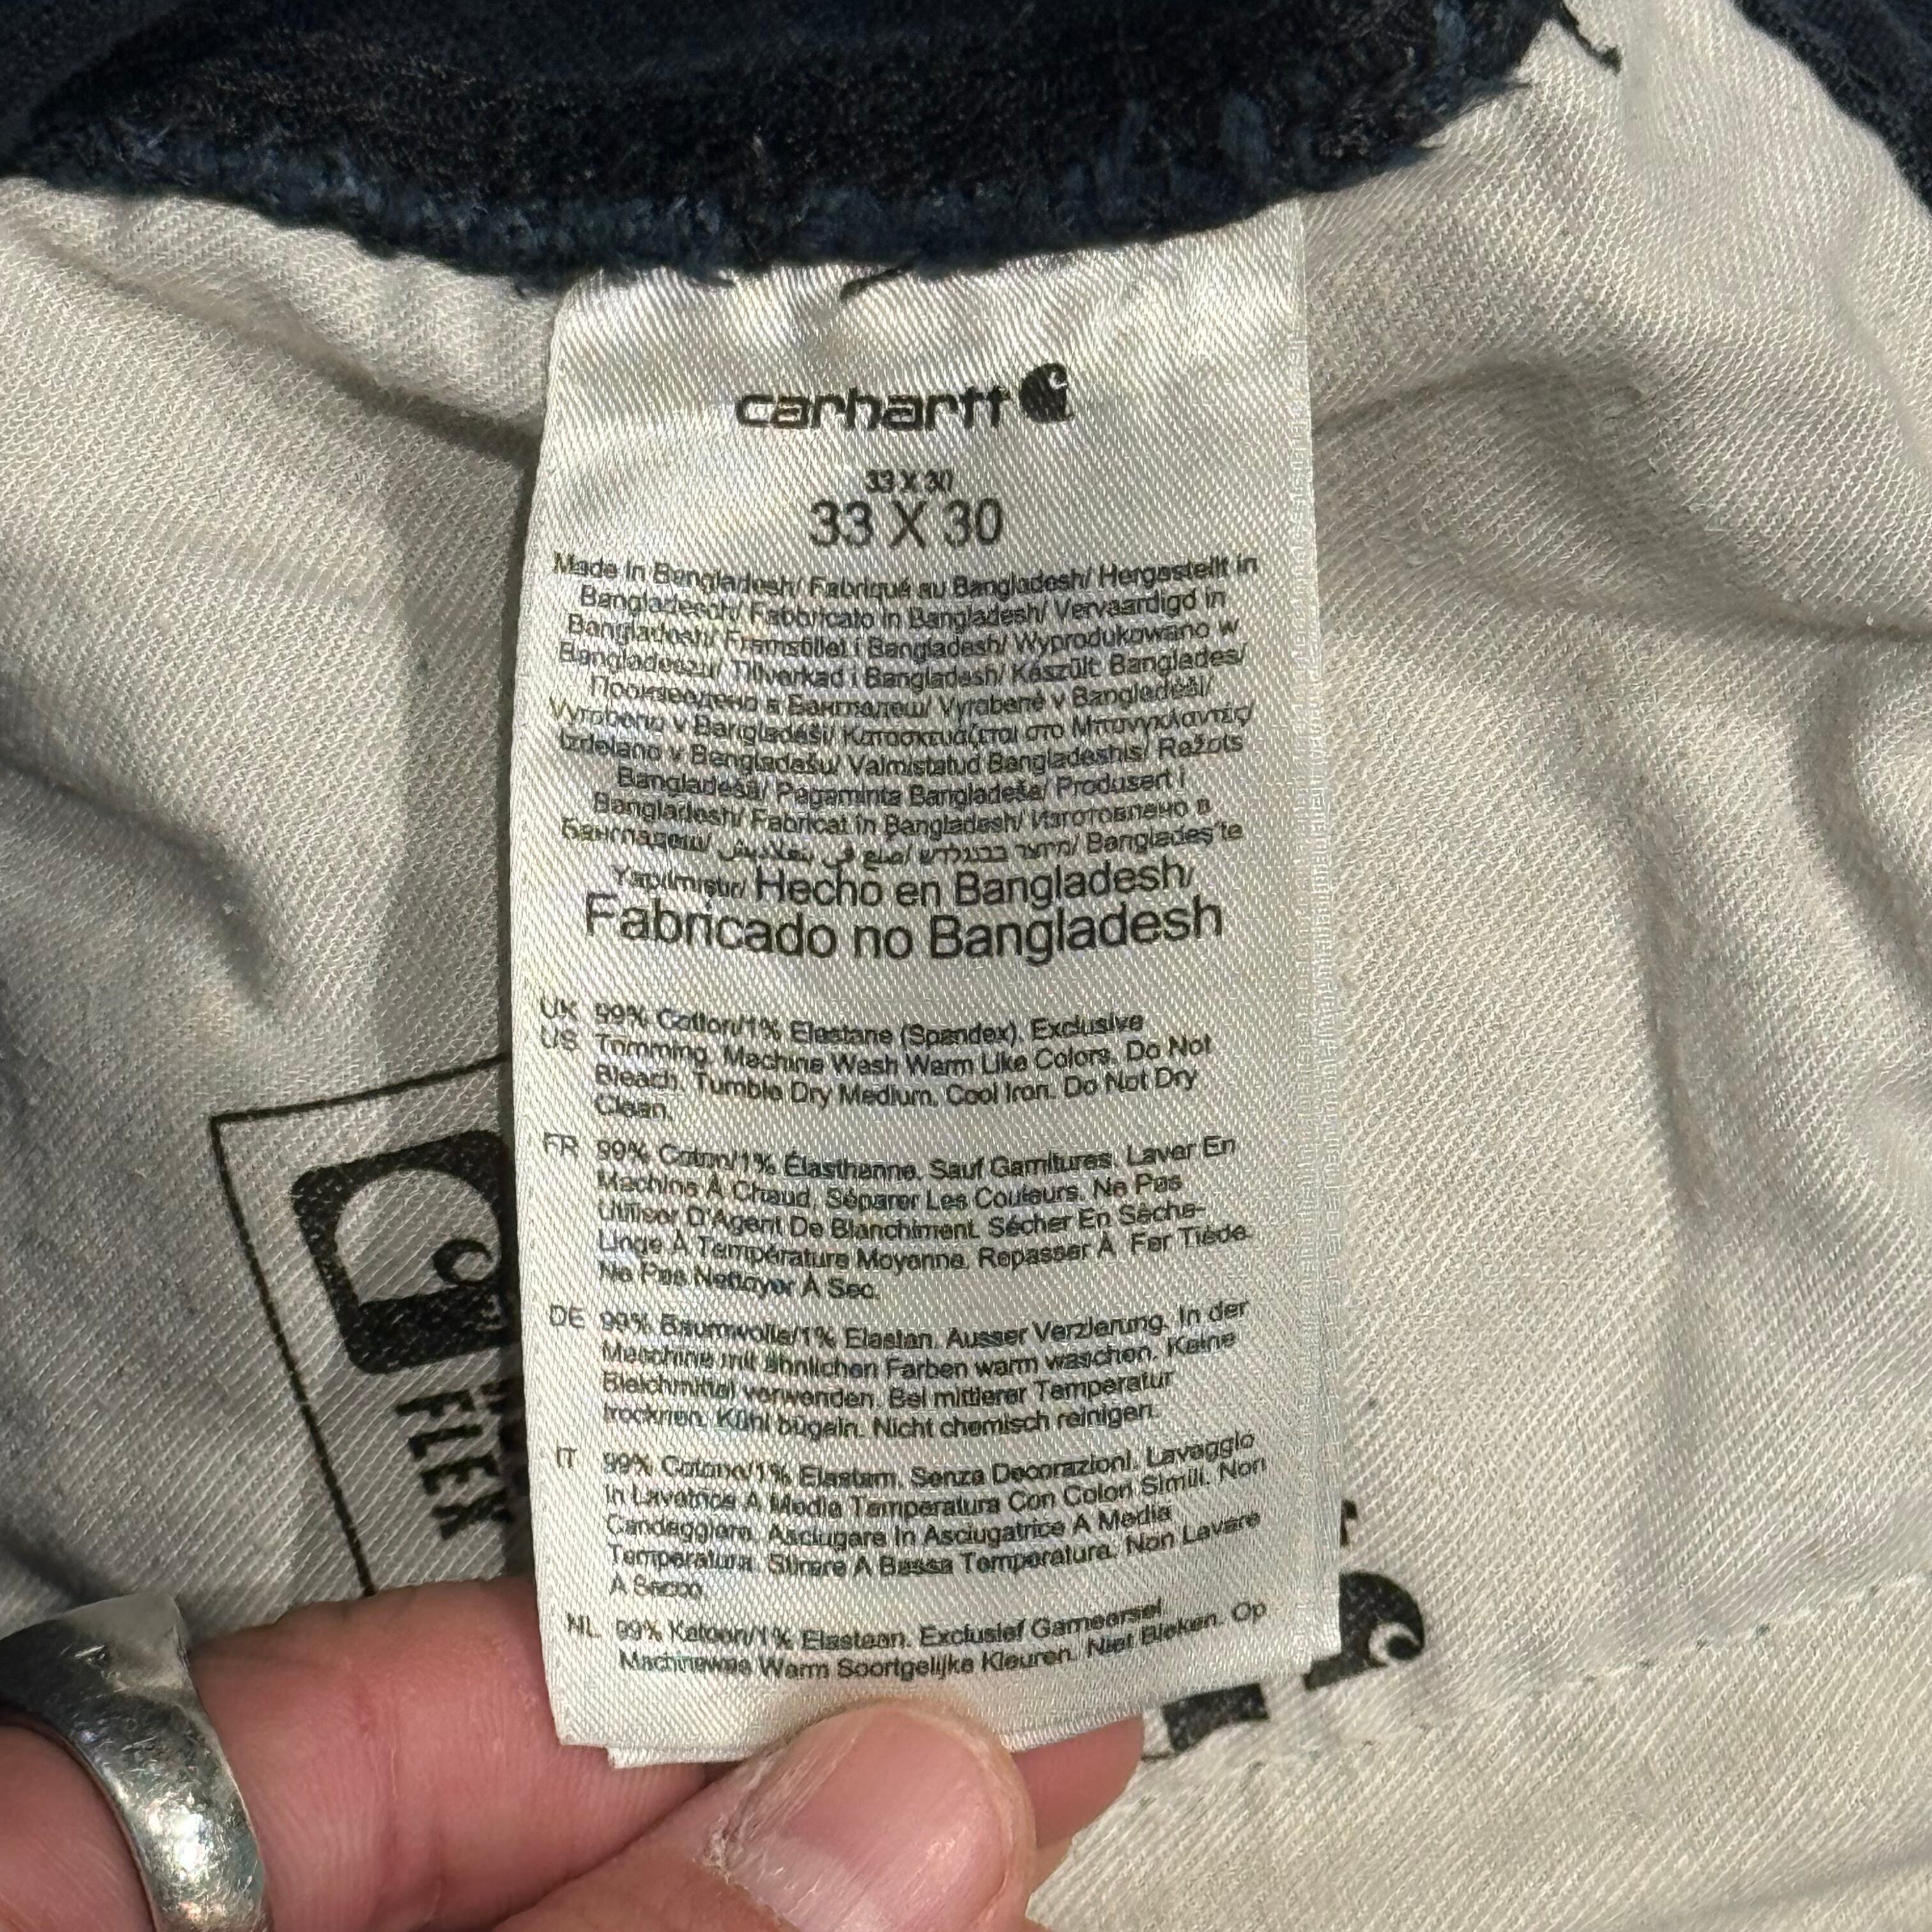 carhartt
33 X 30
33 X 30
Made in Bangladesh/ Fabriqué au Bangladesh/ Hergestellt in
Bangladesch/ Fabbricato in Bangladesh/ Vervaardigd in
Bangladesh/ Fremstillet i Bangladesh/ Wyprodukowano w
Bangladeszu/ Tillverkad i Bangladesh/ Készült: Banglades/
Произведено в Бангладеш/ Vyrobené v Bangladéši/
Vyrobeno v Bangladéši/ Κατασκευάζεται στο Μπανγκλαντές/
Izdelano v Bangladešu/ Valmistatud Bangladeshis/ Ražots
Bangladešā/ Pagaminta Bangladeše/ Produsert i
Bangladesh/ Fabricat în Bangladesh/ Изготовлено в
Бангладеш/ صنع في بنغلاديش/ מיוצר בבנגלדש/ Bangladeş'te
Yapılmıştır/ Hecho en Bangladesh/
Fabricado no Bangladesh
UK 99% Cotton/1% Elastane (Spandex). Exclusive
US Trimming. Machine Wash Warm Like Colors. Do Not
Bleach. Tumble Dry Medium. Cool Iron. Do Not Dry
Clean.
FR 99% Coton/1% Élasthanne. Sauf Garnitures. Laver En
Machine À Chaud, Séparer Les Couleurs. Ne Pas
Utiliser D'Agent De Blanchiment. Sécher En Sèche-
Linge À Température Moyenne. Repasser À Fer Tiède.
Ne Pas Nettoyer À Sec.
DE 99% Baumwolle/1% Elastan. Ausser Verzierung. In der
Maschine mit ähnlichen Farben warm waschen. Keine
Bleichmittel verwenden. Bei mittlerer Temperatur
trocknen. Kühl bügeln. Nicht chemisch reinigen.
IT 99% Cotone/1% Elastam. Senza Decorazioni. Lavaggio
In Lavatrice A Media Temperatura Con Colori Simili. Non
Candeggiare. Asciugare In Asciugatrice A Media
Temperatura. Stirare A Bassa Temperatura. Non Lavare
A Secco.
NL 99% Katoen/1% Elastaan. Exclusief Garneersel.
Machinewas Warm Soortgelijke Kleuren. Niet Bleken. Op
FLEX